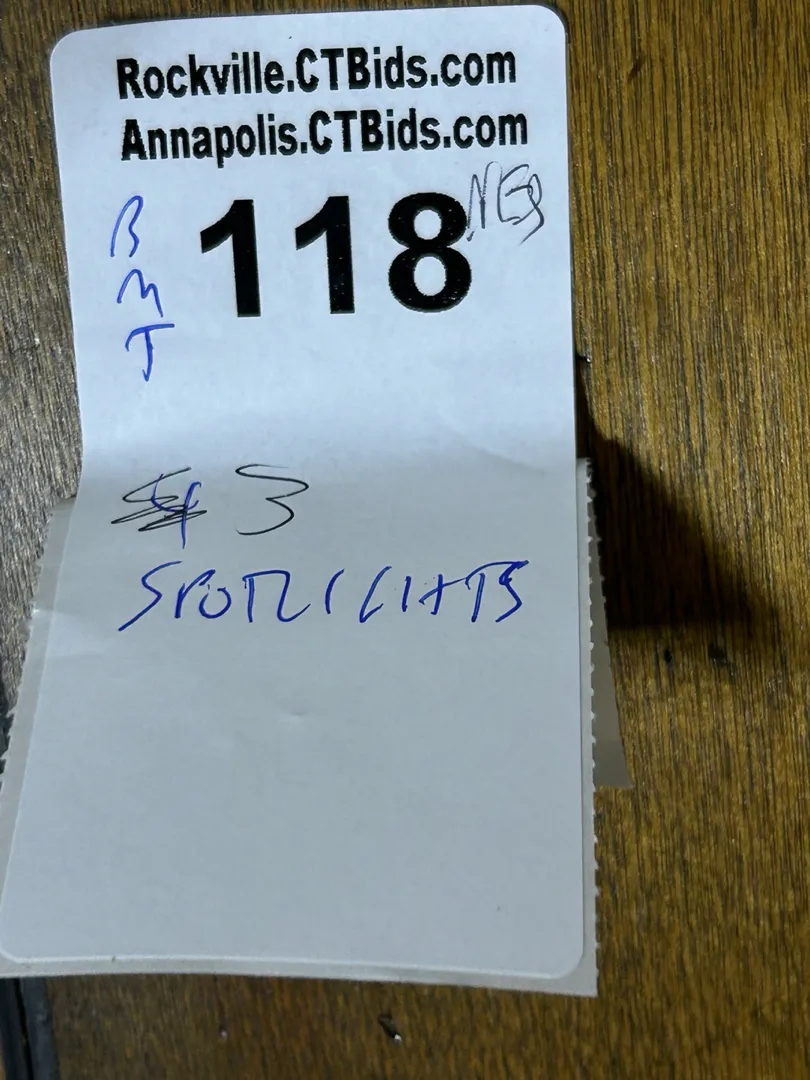 Rockville.CTBids.com
Annapolis.CTBids.com
118
B
M
T
3
SPOTLIGHTS